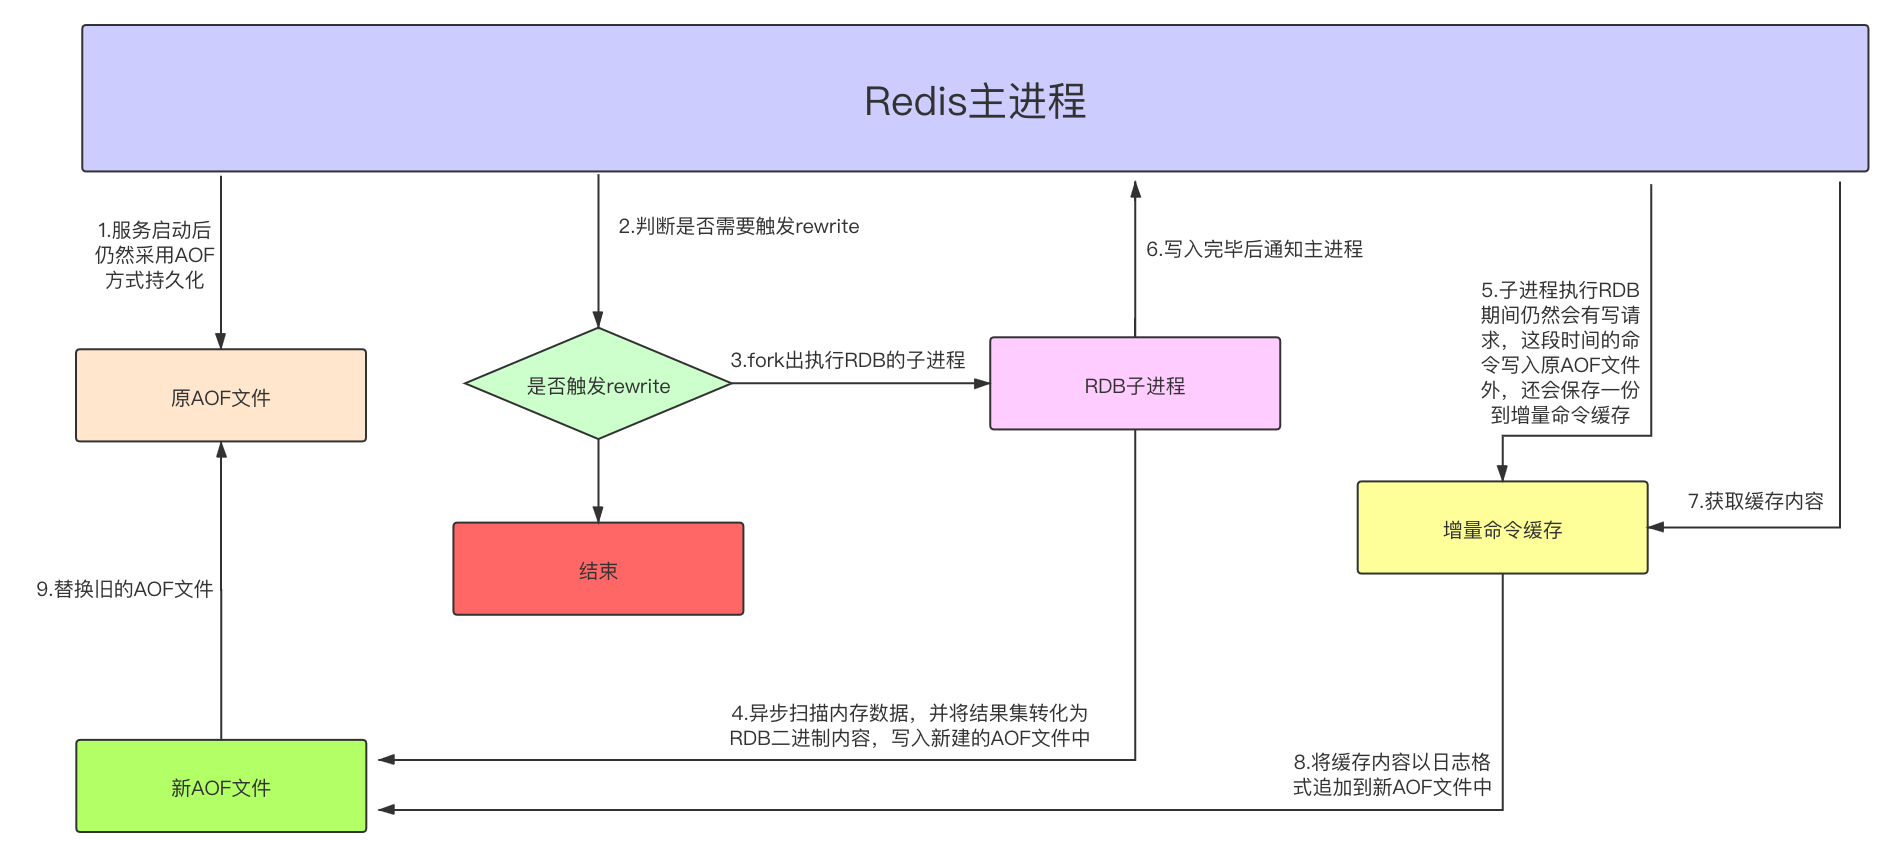 Redis主进程
1.服务启动后
仍然采用AOF
方式持久化
2.判断是否需要触发rewrite
6.写入完毕后通知主进程
5.子进程执行RDB
期间仍然会有写请
求，这段时间的命
令写入原AOF文件
外，还会保存一份
到增量命令缓存
3.fork出执行RDB的子进程
原AOF文件
是否触发rewrite
RDB子进程
7.获取缓存内容
增量命令缓存
结束
9.替换旧的AOF文件
4.异步扫描内存数据，并将结果集转化为
RDB二进制内容，写入新建的AOF文件中
8.将缓存内容以日志格
式追加到新AOF文件中
新AOF文件